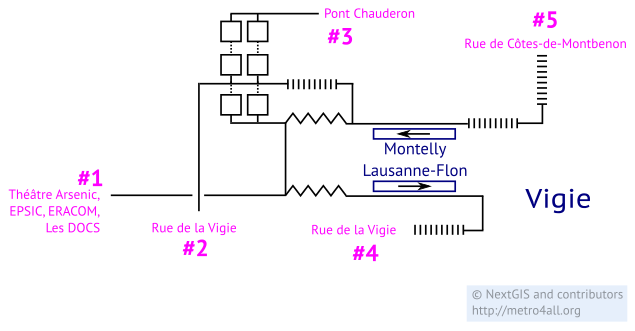 Pont Chauderon
#3
#5
Rue de Côtes-de-Montbenon
Montelly
Lausanne-Flon
#1
Théâtre Arsenic,
EPSIC, ERACOM,
Les DOCS
Rue de la Vigie
#2
Rue de la Vigie
#4
Vigie
© NextGIS and contributors
http://metro4all.org